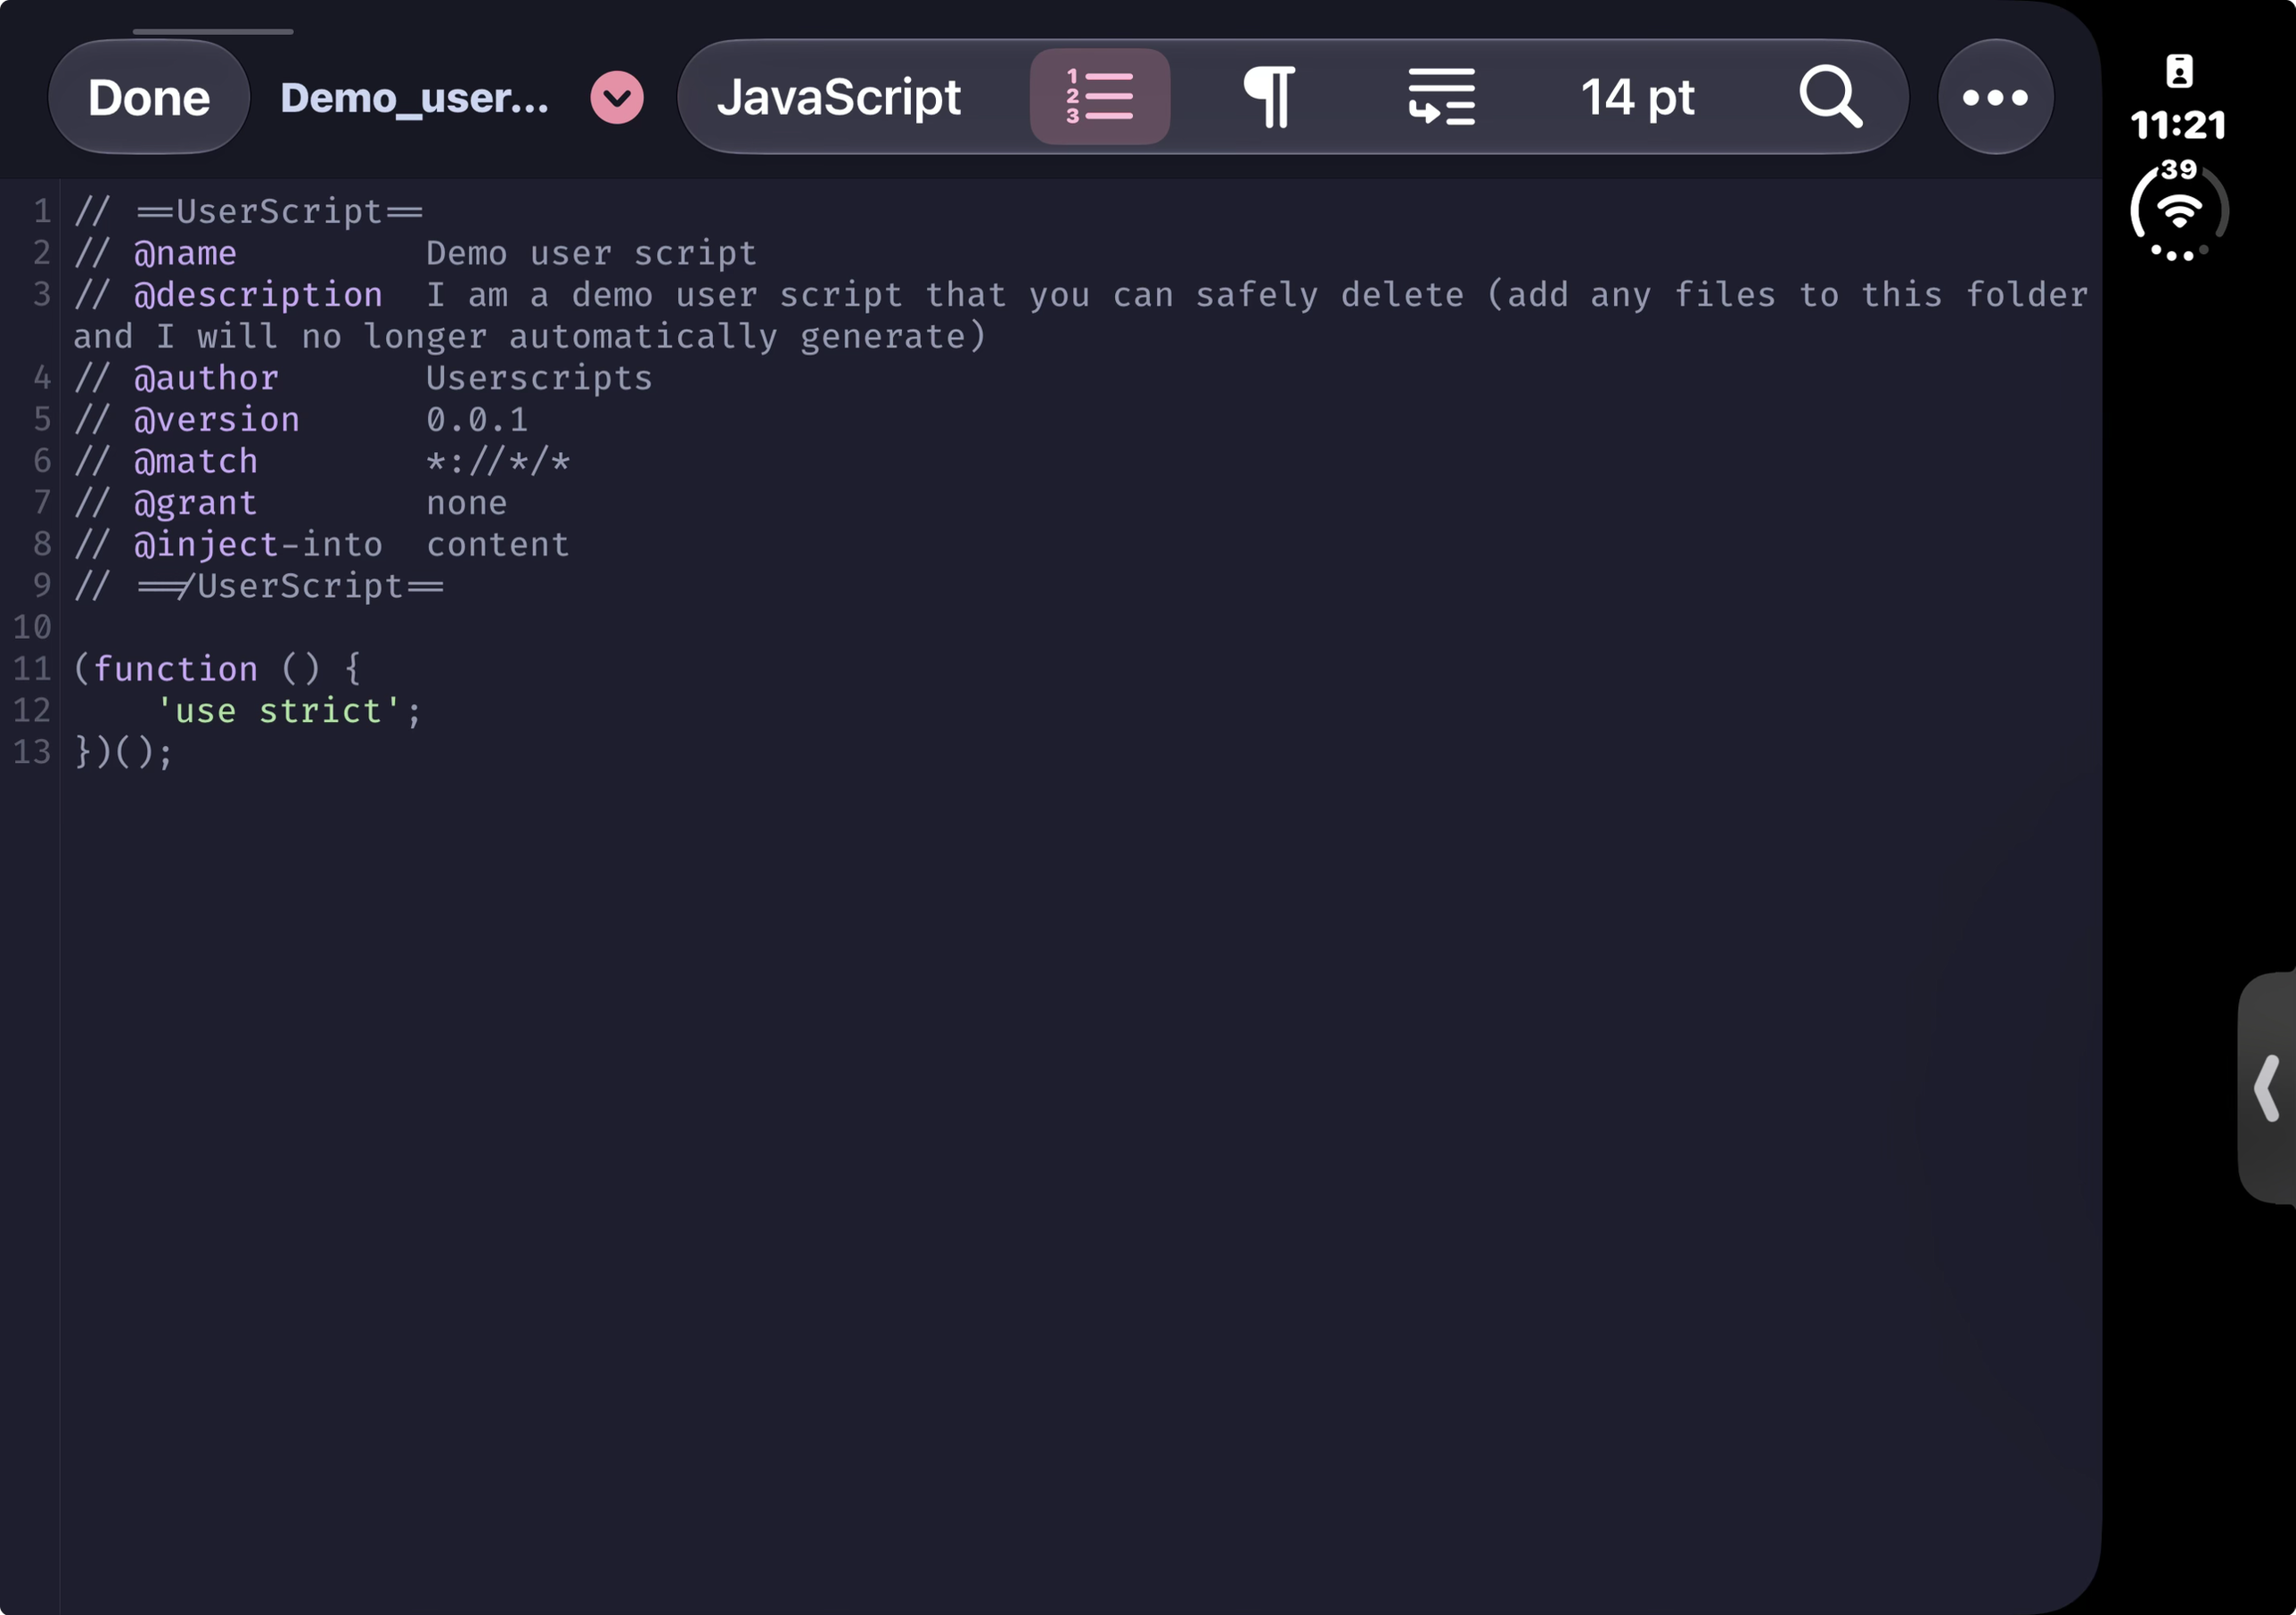 Done
Demo_user...
JavaScript
14 pt
11:21
39
1 // ==UserScript==
2 // @name         Demo user script
3 // @description  I am a demo user script that you can safely delete (add any files to this folder
and I will no longer automatically generate)
4 // @author       Userscripts
5 // @version      0.0.1
6 // @match        *://*/*
7 // @grant        none
8 // @inject-into  content
9 // ==/UserScript==
10
11 (function () {
12     'use strict';
13 })();